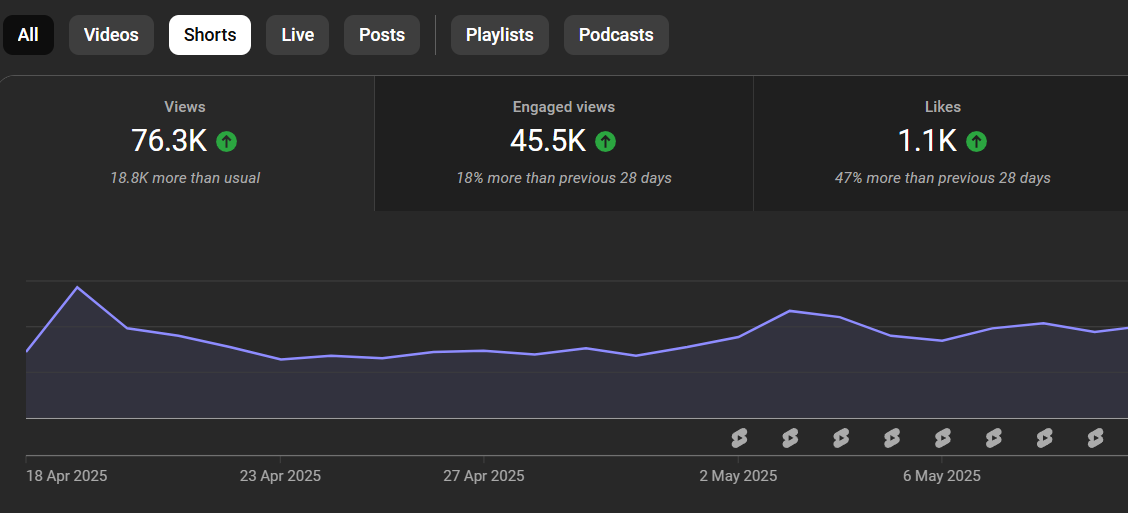 All Videos Shorts Live Posts Playlists Podcasts
Views Engaged views Likes
76.3K 45.5K 1.1K
18.8K more than usual 18% more than previous 28 days 47% more than previous 28 days
18 Apr 2025 23 Apr 2025 27 Apr 2025 2 May 2025 6 May 2025